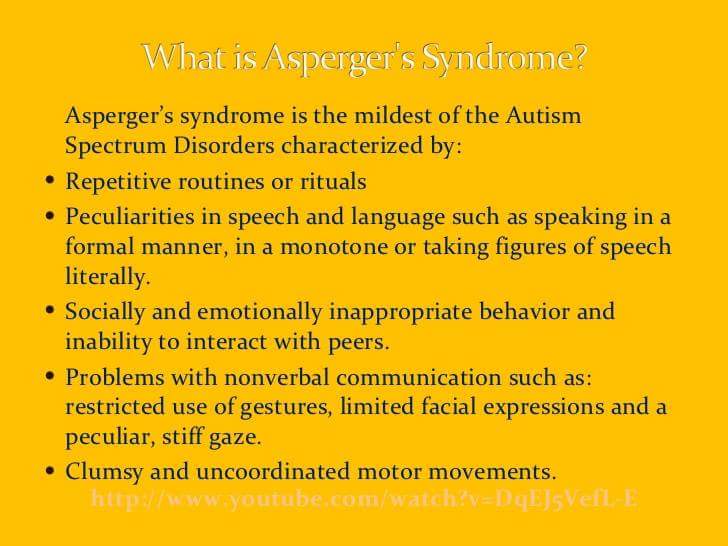 What is Asperger's Syndrome?
Asperger’s syndrome is the mildest of the Autism
Spectrum Disorders characterized by:
• Repetitive routines or rituals
• Peculiarities in speech and language such as speaking in a
formal manner, in a monotone or taking figures of speech
literally.
• Socially and emotionally inappropriate behavior and
inability to interact with peers.
• Problems with nonverbal communication such as:
restricted use of gestures, limited facial expressions and a
peculiar, stiff gaze.
• Clumsy and uncoordinated motor movements.
http://www.youtube.com/watch?v=DqEJ5VefL-E